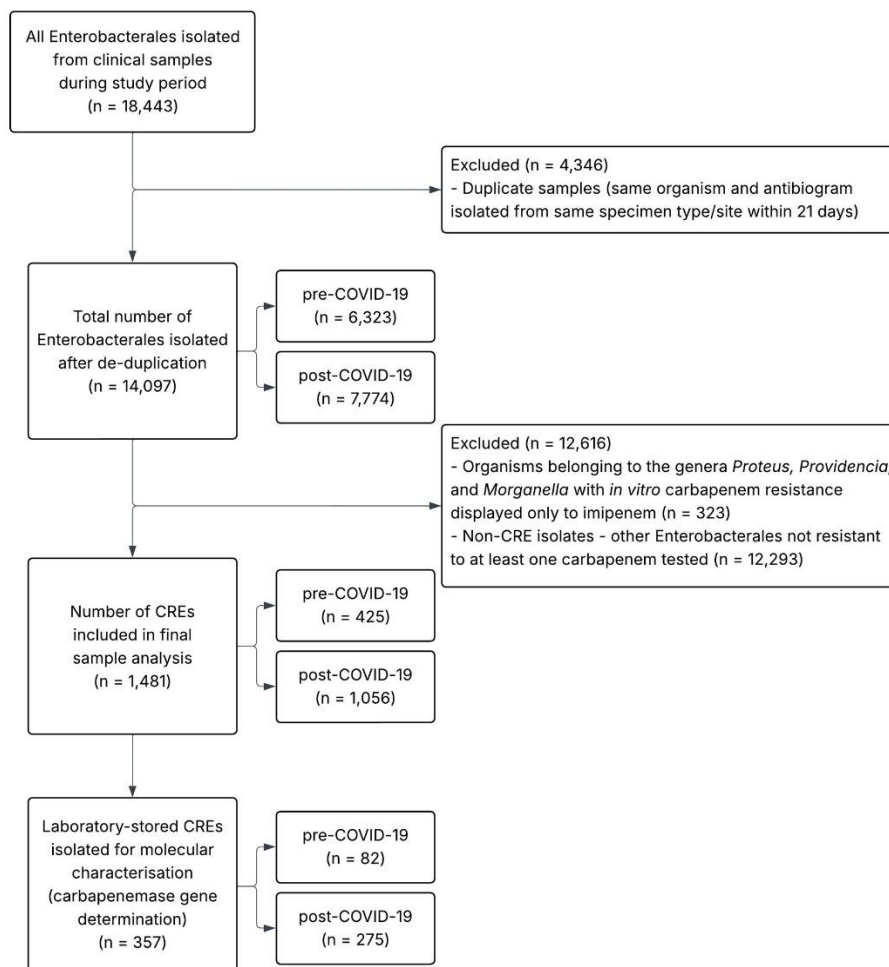 All Enterobacterales isolated
from clinical samples
during study period
(n = 18,443)
Excluded (n = 4,346)
- Duplicate samples (same organism and antibiogram
isolated from same specimen type/site within 21 days)
Total number of
Enterobacterales isolated
after de-duplication
(n = 14,097)
pre-COVID-19
(n = 6,323)
post-COVID-19
(n = 7,774)
Excluded (n = 12,616)
- Organisms belonging to the genera Proteus, Providencia,
and Morganella with in vitro carbapenem resistance
displayed only to imipenem (n = 323)
- Non-CRE isolates - other Enterobacterales not resistant
to at least one carbapenem tested (n = 12,293)
Number of CREs
included in final
sample analysis
(n = 1,481)
pre-COVID-19
(n = 425)
post-COVID-19
(n = 1,056)
Laboratory-stored CREs
isolated for molecular
characterisation
(carbapenemase gene
determination)
(n = 357)
pre-COVID-19
(n = 82)
post-COVID-19
(n = 275)